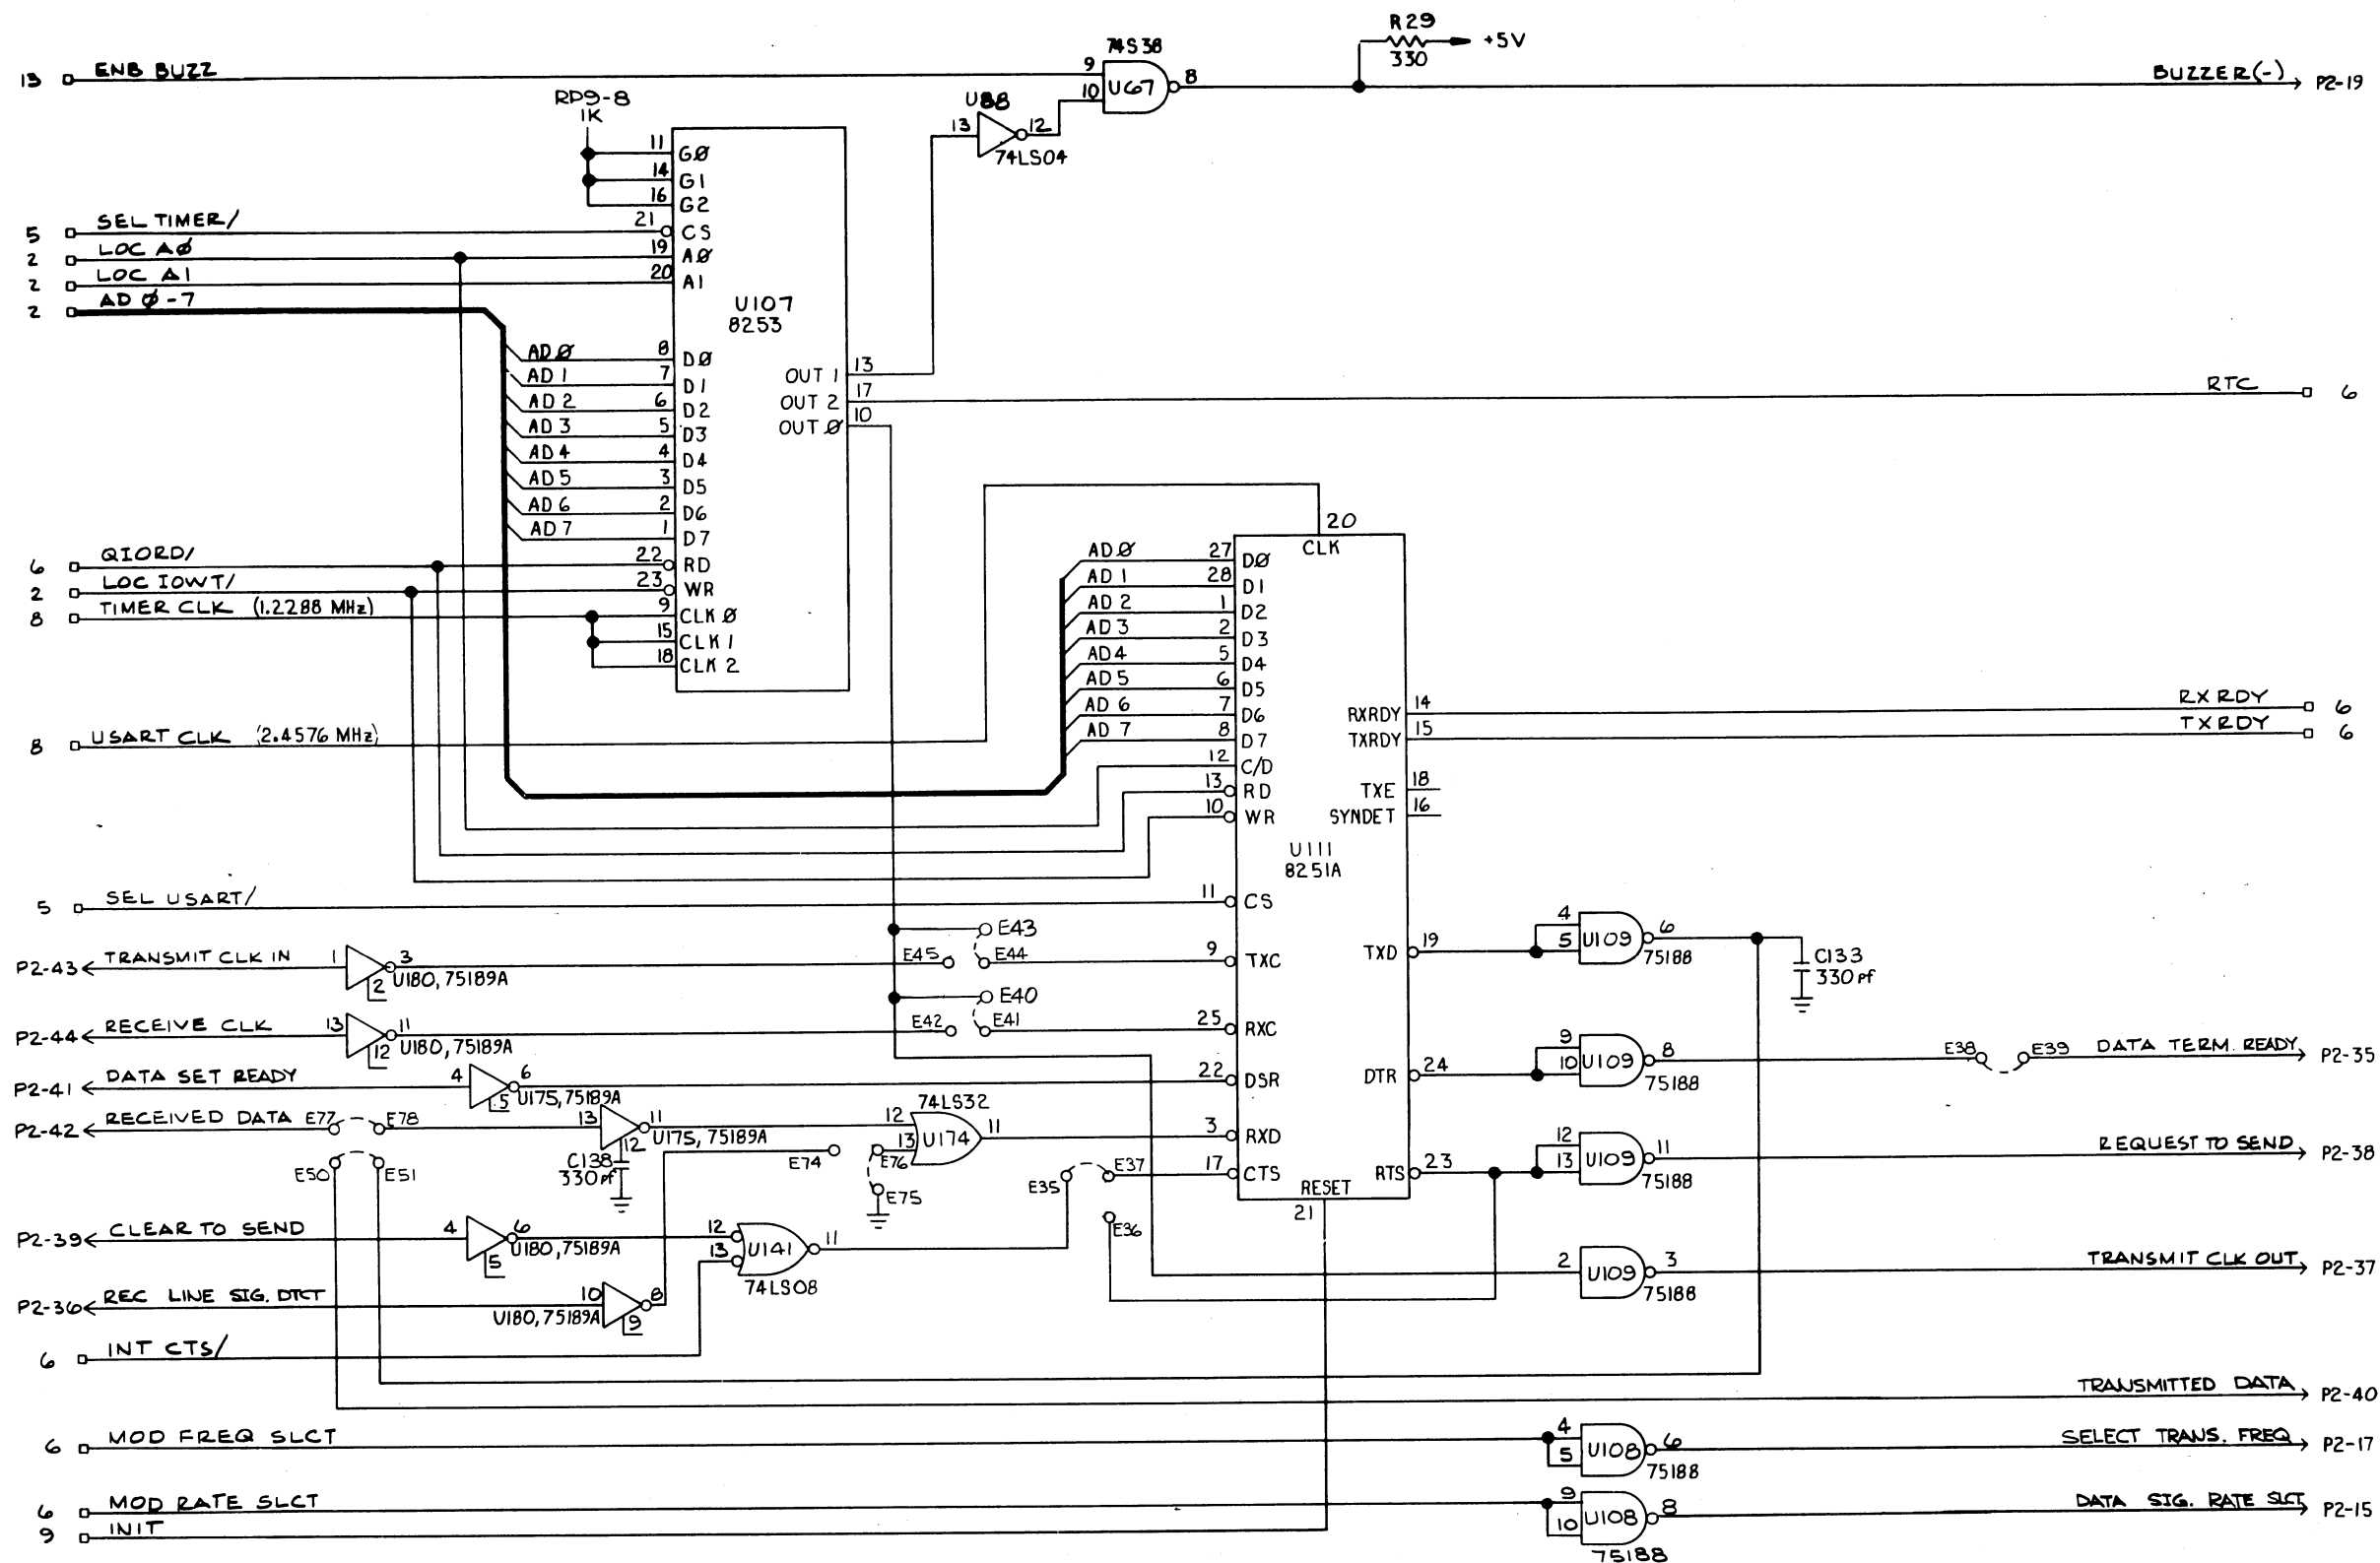 R29
+5V
330
74S38
13 ENB BUZZ 9
10 U67 8
BUZZER(-) P2-19
RP9-8
1K
U88
13 12
74LS04
11 GØ
14 G1
16 G2
5 SEL TIMER/ 21 CS
2 LOC AØ 19 AØ
2 LOC A1 20 A1
2 AD Ø-7
U107
8253
ADØ 8 DØ
AD1 7 D1
AD2 6 D2
AD3 5 D3
AD4 4 D4
AD5 3 D5
AD6 2 D6
AD7 1 D7
OUT 1 13
OUT 2 17
OUT Ø 10
RTC 6
6 QIORD/ 22 RD
2 LOC IOWT/ 23 WR
8 TIMER CLK (1.2288 MHz) 9 CLK Ø
15 CLK 1
18 CLK 2
8 USART CLK (2.4576 MHz)
20
CLK
ADØ 27 DØ
AD 1 28 D1
AD 2 1 D2
AD 3 2 D3
AD4 5 D4
AD 5 6 D5
AD 6 7 D6
AD 7 8 D7
12 C/D
13 RD
10 WR
RXRDY 14 RX RDY 6
TXRDY 15 TXRDY 6
TXE 18
SYNDET 16
U111
8251A
5 SEL USART/ 11 CS
E43
P2-43 TRANSMIT CLK IN 1 3 E45 E44 9 TXC
2 U180, 75189A
TXD 19 4 5 U109 6
75188
C133
330 pf
E40
P2-44 RECEIVE CLK 13 11 E42 E41 25 RXC
12 U180, 75189A
P2-41 DATA SET READY 4 6 22 DSR
5 U175, 75189A
DTR 24 9 10 U109 8
75188
E38 E39 DATA TERM. READY P2-35
74LS32
P2-42 RECEIVED DATA E77 E78 13 11 12 13 U174 11 3 RXD
12 U175, 75189A
C138
330 pf
E74 E76
E75
E50 E51
E35 E37 17 CTS
E36
RTS 23 12 13 U109 11
75188
REQUEST TO SEND P2-38
RESET
21
P2-39 CLEAR TO SEND 4 6 12 13 U141 11
5 U180, 75189A
74LS08
2 U109 3
75188
TRANSMIT CLK OUT P2-37
P2-36 REC LINE SIG. DTCT 10 8
U180, 75189A 9
6 INT CTS/
TRANSMITTED DATA P2-40
6 MOD FREQ SLCT 4 5 U108 6
75188
SELECT TRANS. FREQ P2-17
6 MOD RATE SLCT 9 10 U108 8
75188
DATA SIG. RATE SLCT P2-15
9 INIT